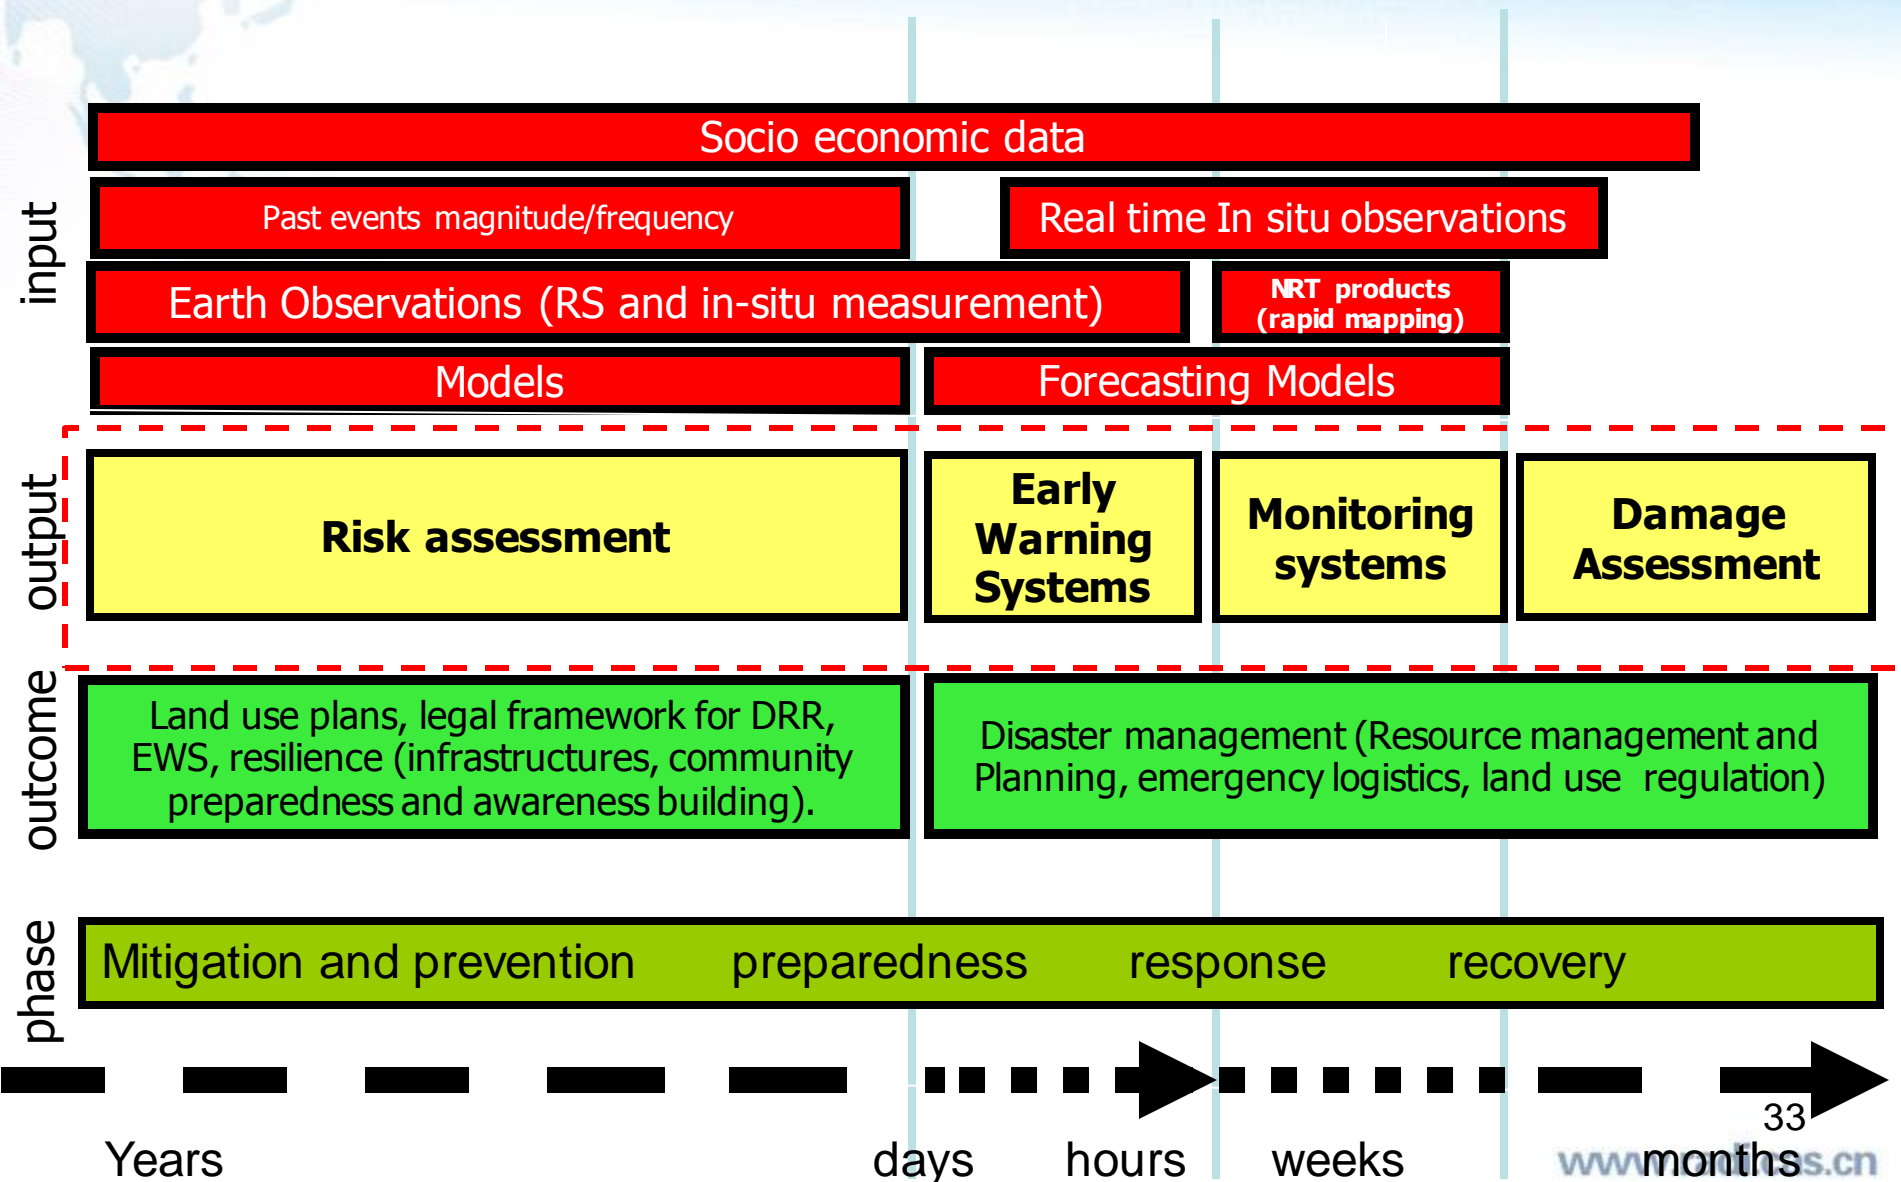 Socio economic data
input
Past events magnitude/frequency
Real time In situ observations
Earth Observations (RS and in-situ measurement)
NRT products
(rapid mapping)
Models
Forecasting Models
output
Risk assessment
Early
Warning
Systems
Monitoring
systems
Damage
Assessment
outcome
Land use plans, legal framework for DRR,
EWS, resilience (infrastructures, community
preparedness and awareness building).
Disaster management (Resource management and
Planning, emergency logistics, land use regulation)
phase
Mitigation and prevention preparedness response recovery
33
Years days hours weeks months